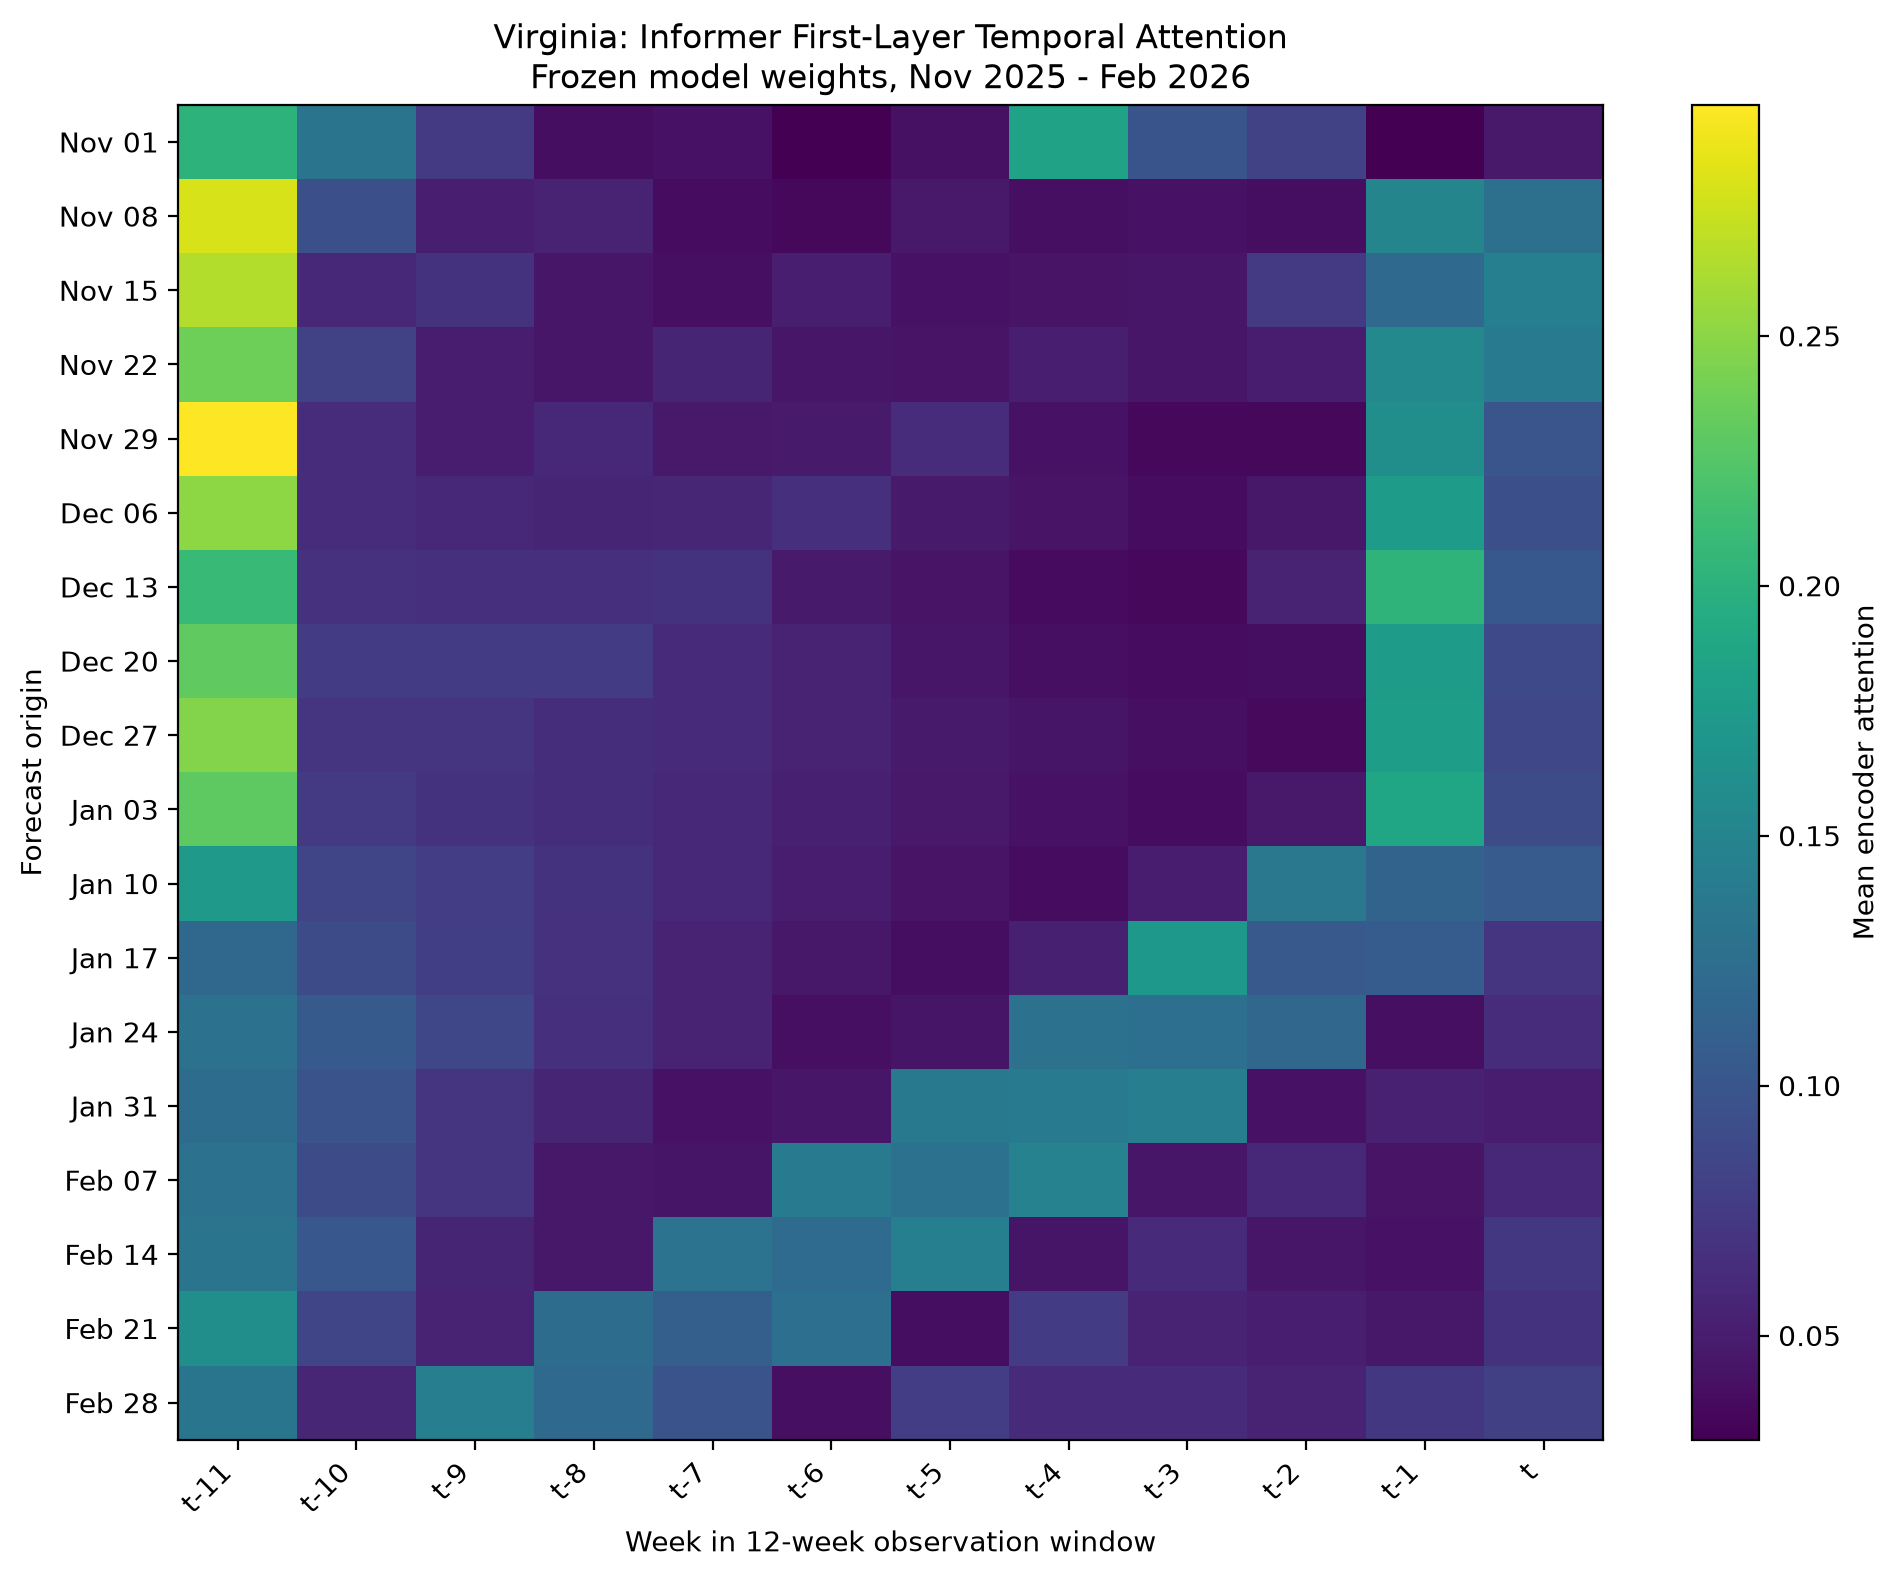 Virginia: Informer First-Layer Temporal Attention
Frozen model weights, Nov 2025 - Feb 2026
Forecast origin
Nov 01
Nov 08
Nov 15
Nov 22
Nov 29
Dec 06
Dec 13
Dec 20
Dec 27
Jan 03
Jan 10
Jan 17
Jan 24
Jan 31
Feb 07
Feb 14
Feb 21
Feb 28
t-11
t-10
t-9
t-8
t-7
t-6
t-5
t-4
t-3
t-2
t-1
t
Week in 12-week observation window
0.25
0.20
0.15
0.10
0.05
Mean encoder attention